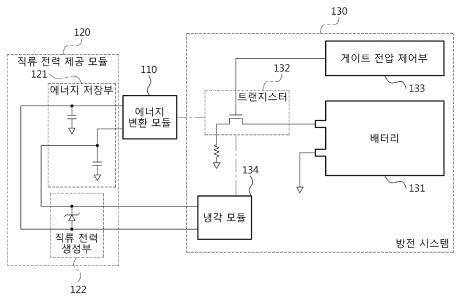 120
130
직류 전력 제공 모듈
121
110
132
게이트 전압 제어부
133
에너지 저장부
에너지
변환 모듈
트랜지스터
배터리
131
134
냉각 모듈
직류 전력
생성부
122
방전 시스템